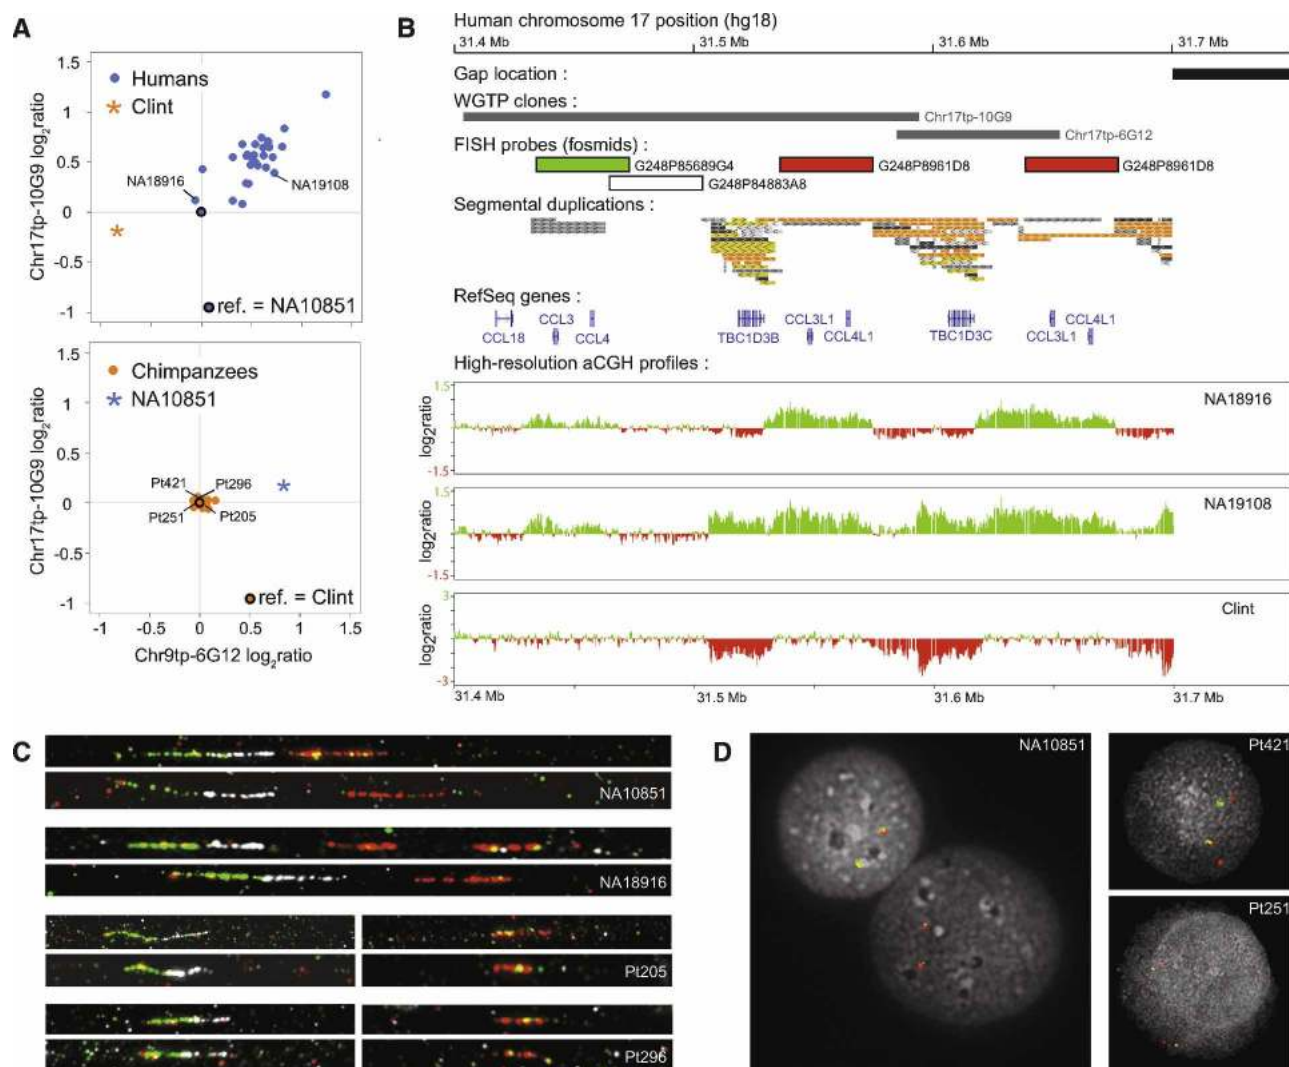 A
1.5
1
0.5
0
-0.5
-1
Chr17tp-10G9 log2ratio
Humans
Clint
NA18916
NA19108
ref. = NA10851
1.5
1
0.5
0
-0.5
-1
Chr17tp-10G9 log2ratio
Chimpanzees
NA10851
Pt421
Pt296
Pt251
Pt205
ref. = Clint
-1 -0.5 0 0.5 1 1.5
Chr9tp-6G12 log2ratio
B
Human chromosome 17 position (hg18)
31.4 Mb 31.5 Mb 31.6 Mb 31.7 Mb
Gap location :
WGTP clones :
Chr17tp-10G9
Chr17tp-6G12
FISH probes (fosmids) :
G248P85689G4 G248P8961D8 G248P8961D8
G248P84883A8
Segmental duplications :
RefSeq genes :
CCL3 CCL3L1 CCL4L1
CCL18 CCL4 TBC1D3B CCL4L1 TBC1D3C CCL3L1
High-resolution aCGH profiles :
1.5
log2ratio
-1.5
NA18916
1.5
log2ratio
-1.5
NA19108
3
log2ratio
-3
Clint
31.4 Mb 31.5 Mb 31.6 Mb 31.7 Mb
C
NA10851
NA18916
Pt205
Pt296
D
NA10851
Pt421
Pt251